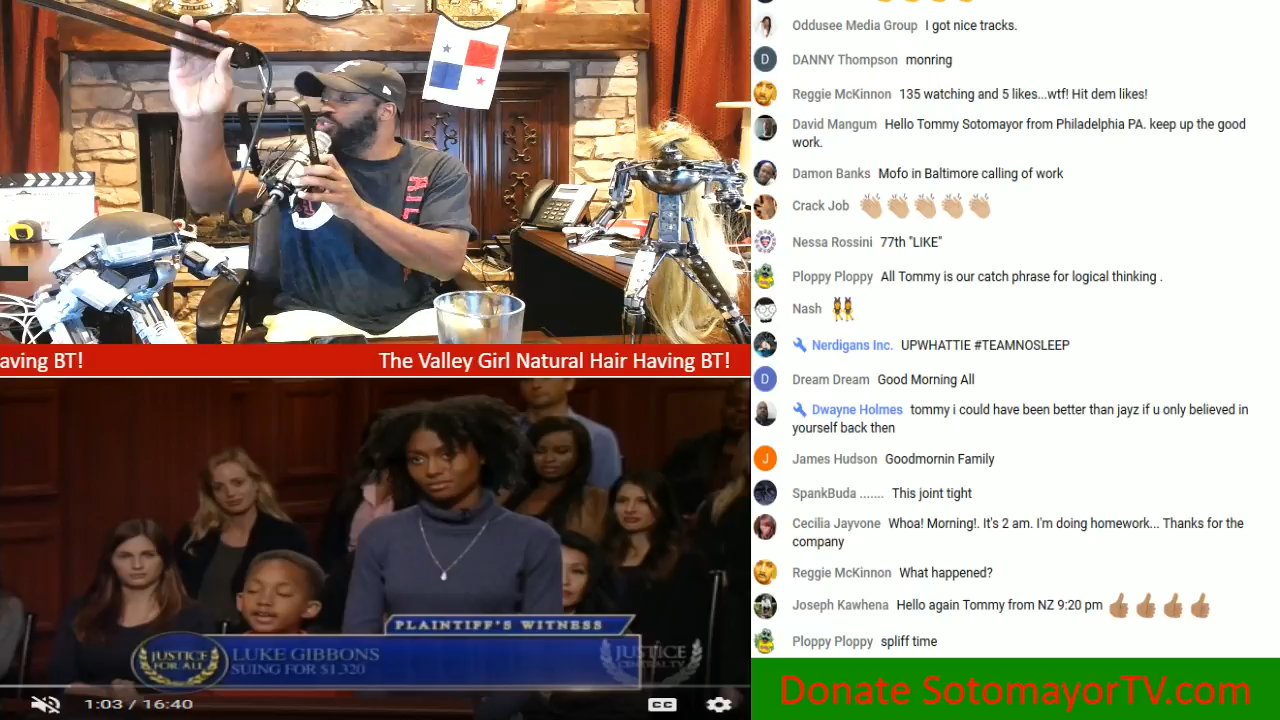 aving BT!
The Valley Girl Natural Hair Having BT!
PLAINTIFF'S WITNESS
JUSTICE
FOR ALL
LUKE GIBBONS
SUING FOR $1,320
JUSTICE
CENTRAL.TV
1:03 / 16:40
CC
Oddusee Media Group I got nice tracks.
D DANNY Thompson monring
Reggie McKinnon 135 watching and 5 likes...wtf! Hit dem likes!
David Mangum Hello Tommy Sotomayor from Philadelphia PA. keep up the good
work.
Damon Banks Mofo in Baltimore calling of work
Crack Job 👏🏼👏🏼👏🏼👏🏼👏🏼
Nessa Rossini 77th "LIKE"
Ploppy Ploppy All Tommy is our catch phrase for logical thinking .
Nash 👯
Nerdigans Inc. UPWHATTIE #TEAMNOSLEEP
D Dream Dream Good Morning All
Dwayne Holmes tommy i could have been better than jayz if u only believed in
yourself back then
J James Hudson Goodmornin Family
SpankBuda ....... This joint tight
Cecilia Jayvone Whoa! Morning!. It's 2 am. I'm doing homework... Thanks for the
company
Reggie McKinnon What happened?
Joseph Kawhena Hello again Tommy from NZ 9:20 pm 👍🏽👍🏽👍🏽👍🏽
Ploppy Ploppy spliff time
Donate SotomayorTV.com